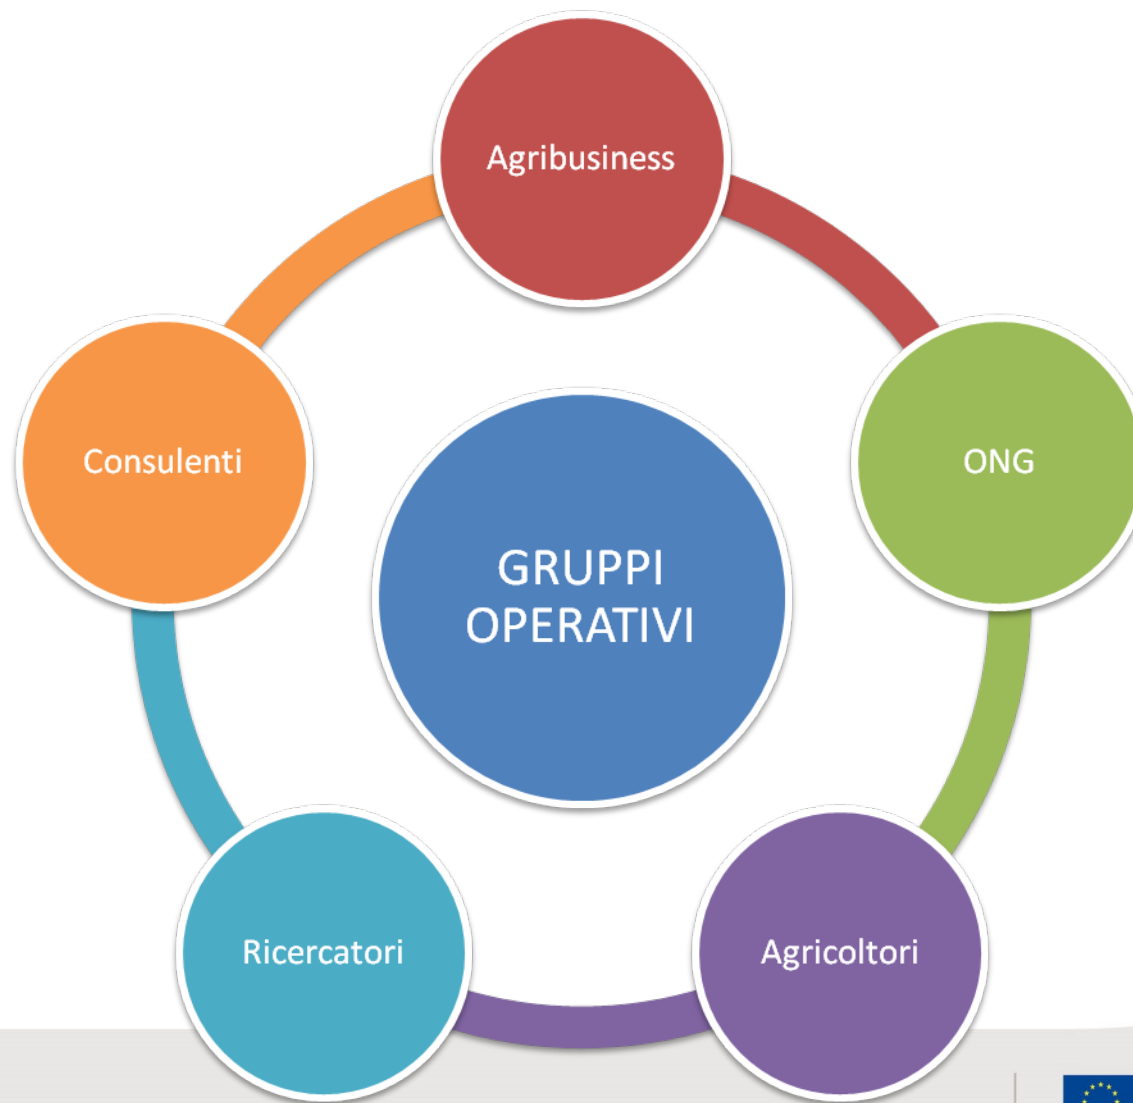 Agribusiness
Consulenti
ONG
GRUPPI
OPERATIVI
Ricercatori
Agricoltori